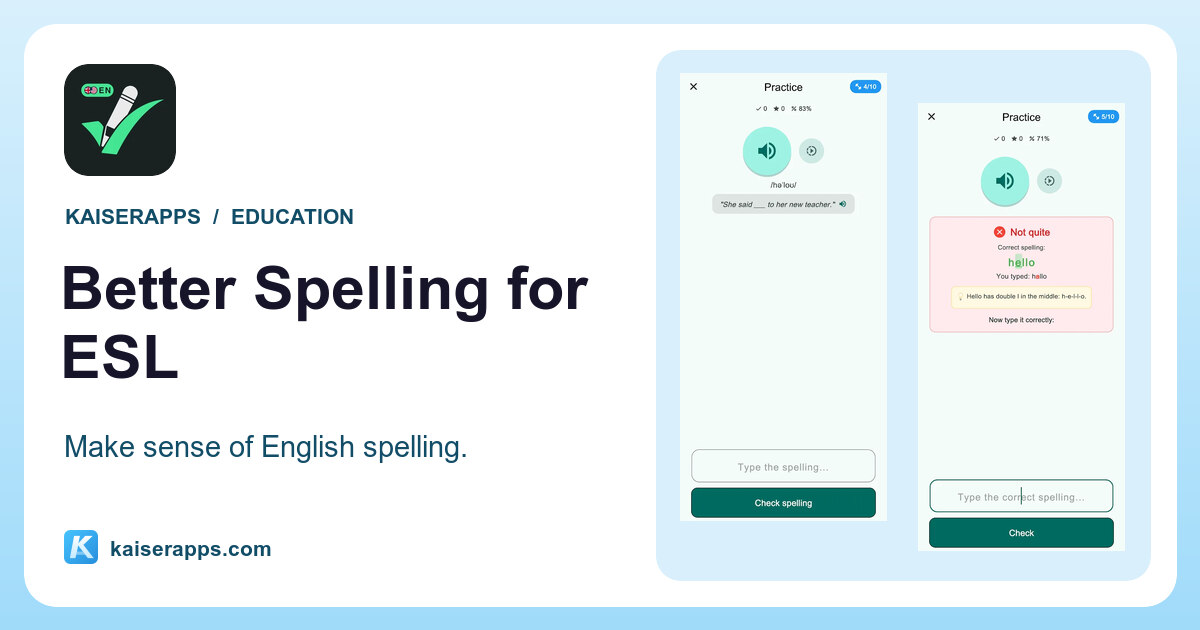 EN
KAISERAPPS / EDUCATION
Better Spelling for
ESL
Make sense of English spelling.
K
kaiserapps.com
Practice
4/10
0 0 83%
/həˈloʊ/
"She said ___ to her new teacher."
Type the spelling...
Check spelling
Practice
5/10
0 0 71%
Not quite
Correct spelling:
hello
You typed: hallo
Hello has double l in the middle: h-e-l-l-o.
Now type it correctly:
Type the correct spelling...
Check